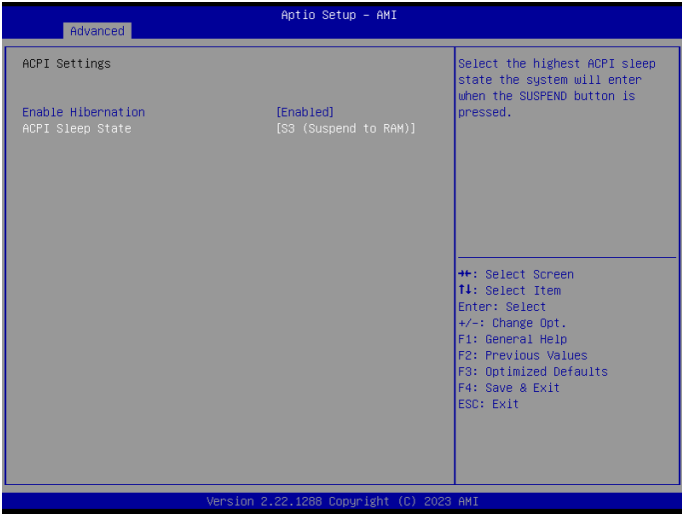 Aptio Setup - AMI
Advanced
ACPI Settings
Enable Hibernation [Enabled]
ACPI Sleep State [S3 (Suspend to RAM)]
Select the highest ACPI sleep
state the system will enter
when the SUSPEND button is
pressed.
→←: Select Screen
↑↓: Select Item
Enter: Select
+/-: Change Opt.
F1: General Help
F2: Previous Values
F3: Optimized Defaults
F4: Save & Exit
ESC: Exit
Version 2.22.1288 Copyright (C) 2023 AMI